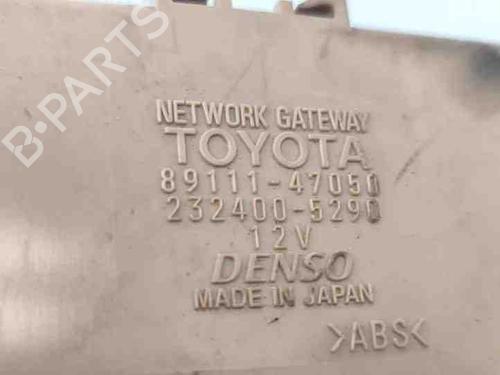 B-PARTS
NETWORK GATEWAY
TOYOTA
89111-47050
232400-5290
12V
DENSO
MADE IN JAPAN
>ABS<